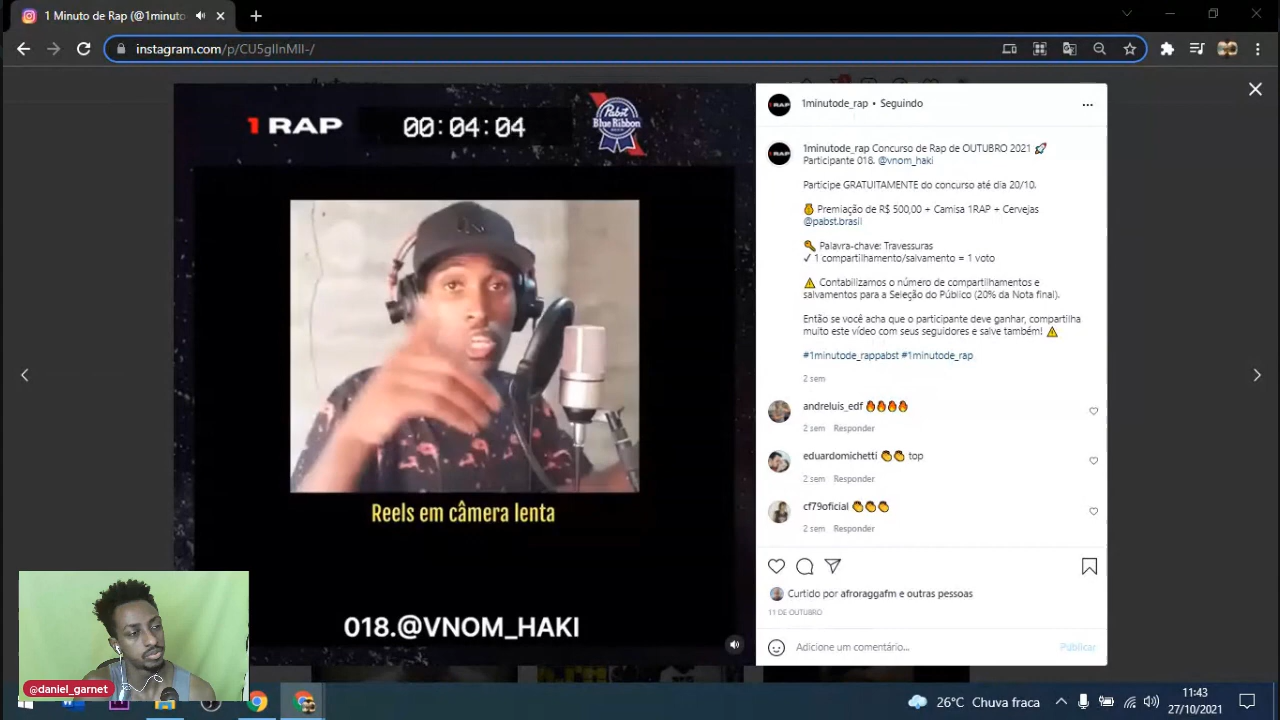 1 Minuto de Rap (@1minuto
instagram.com/p/CU5gIlnMIl-/
1 RAP
00:04:04
Pabst
Blue Ribbon
Reels em câmera lenta
018.@VNOM_HAKI
1minutode_rap • Seguindo
1minutode_rap Concurso de Rap de OUTUBRO 2021 🚀
Participante 018. @vnom_haki
Participe GRATUITAMENTE do concurso até dia 20/10.
🥇 Premiação de R$ 500,00 + Camisa 1RAP + Cervejas
@pabst.brasil
🔑 Palavra-chave: Travessuras
✓ 1 compartilhamento/salvamento = 1 voto
⚠ Contabilizamos o número de compartilhamentos e
salvamentos para a Seleção do Público (20% da Nota final).
Então se você acha que o participante deve ganhar, compartilha
muito este vídeo com seus seguidores e salve também! ⚠
#1minutode_rappabst #1minutode_rap
2 sem
andreluis_edf 🔥🔥🔥🔥
2 sem Responder
eduardomichetti 👏👏 top
2 sem Responder
cf79oficial 👏👏👏
2 sem Responder
Curtido por afroraggafm e outras pessoas
11 DE OUTUBRO
Adicione um comentário...
Publicar
@daniel_garnet
26°C Chuva fraca
11:43
27/10/2021